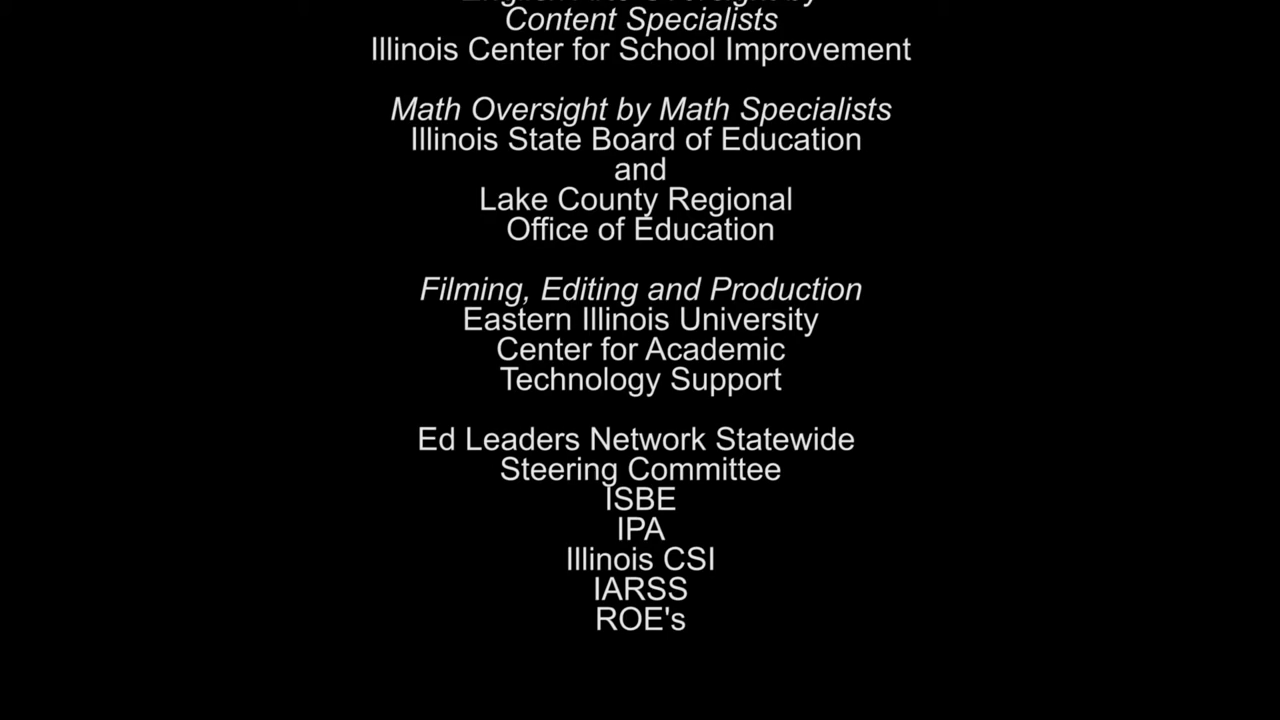 Content Specialists
Illinois Center for School Improvement
Math Oversight by Math Specialists
Illinois State Board of Education
and
Lake County Regional
Office of Education
Filming, Editing and Production
Eastern Illinois University
Center for Academic
Technology Support
Ed Leaders Network Statewide
Steering Committee
ISBE
IPA
Illinois CSI
IARSS
ROE's